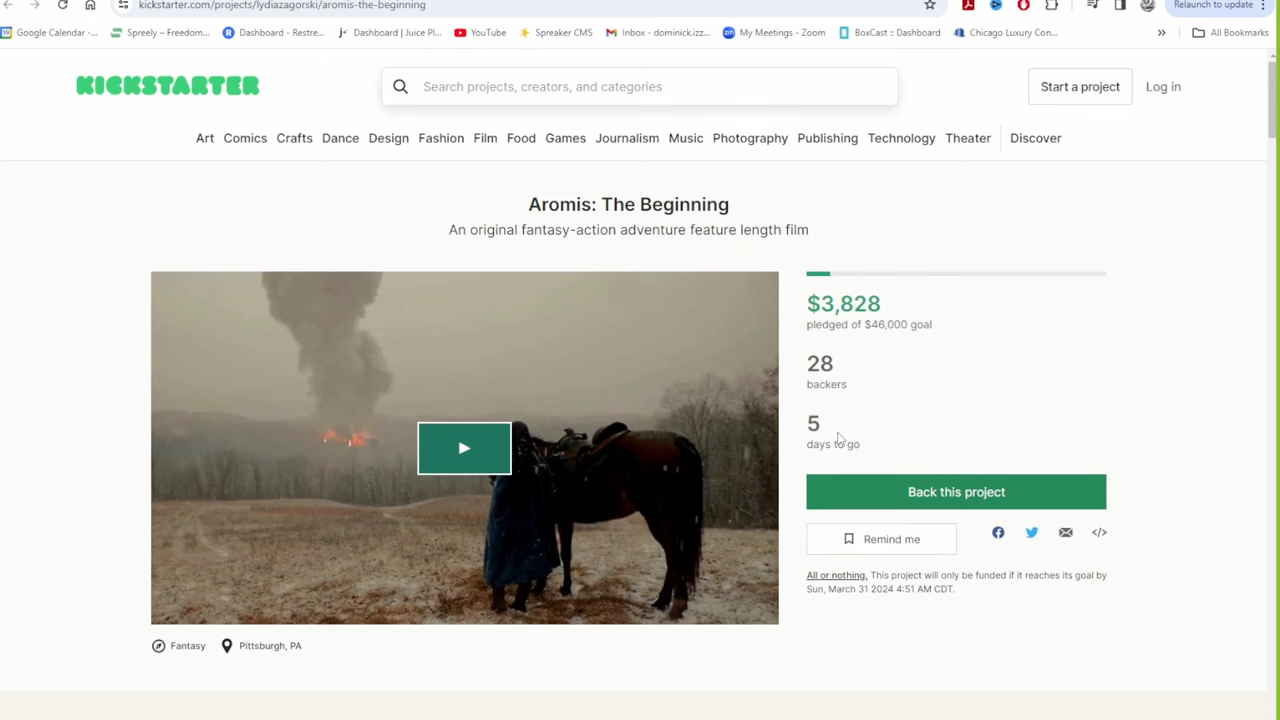 kickstarter.com/projects/lydiazagorski/aromis-the-beginning
Relaunch to update
Google Calendar -...
Spreely – Freedom...
Dashboard - Restre...
Dashboard | Juice Pl...
YouTube
Spreaker CMS
Inbox - dominick.izz...
My Meetings - Zoom
BoxCast :: Dashboard
Chicago Luxury Con...
»
All Bookmarks
KICKSTARTER
Search projects, creators, and categories
Start a project
Log in
Art Comics Crafts Dance Design Fashion Film Food Games Journalism Music Photography Publishing Technology Theater Discover
Aromis: The Beginning
An original fantasy-action adventure feature length film
$3,828
pledged of $46,000 goal
28
backers
5
days to go
Back this project
Remind me
All or nothing. This project will only be funded if it reaches its goal by
Sun, March 31 2024 4:51 AM CDT.
Fantasy
Pittsburgh, PA